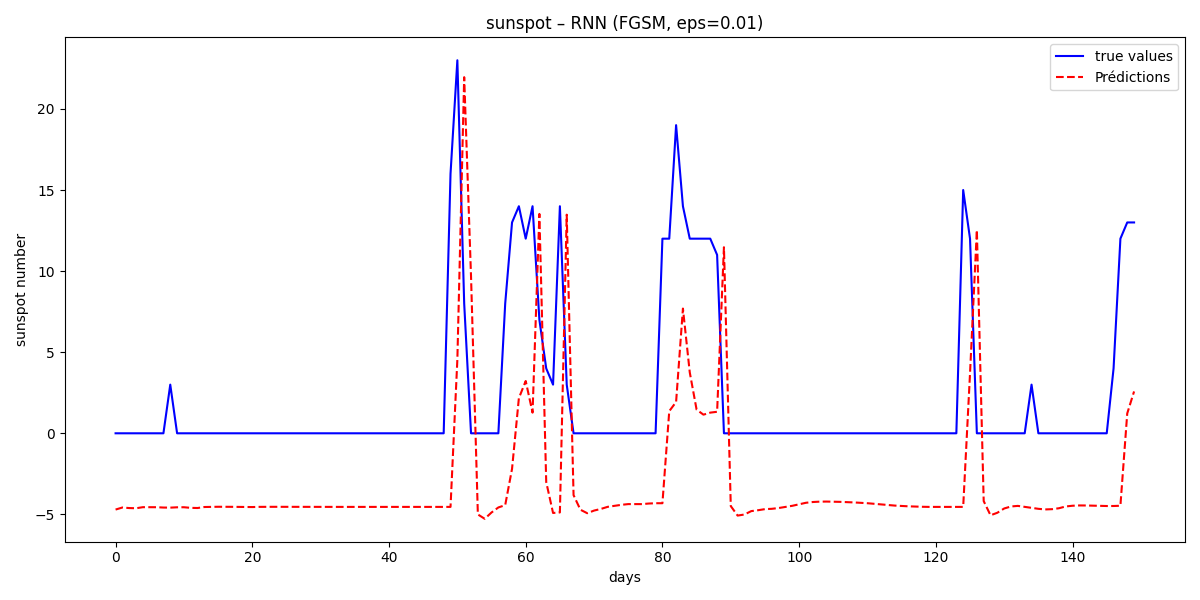 sunspot – RNN (FGSM, eps=0.01)
true values
Prédictions
sunspot number
20
15
10
5
0
−5
0 20 40 60 80 100 120 140
days